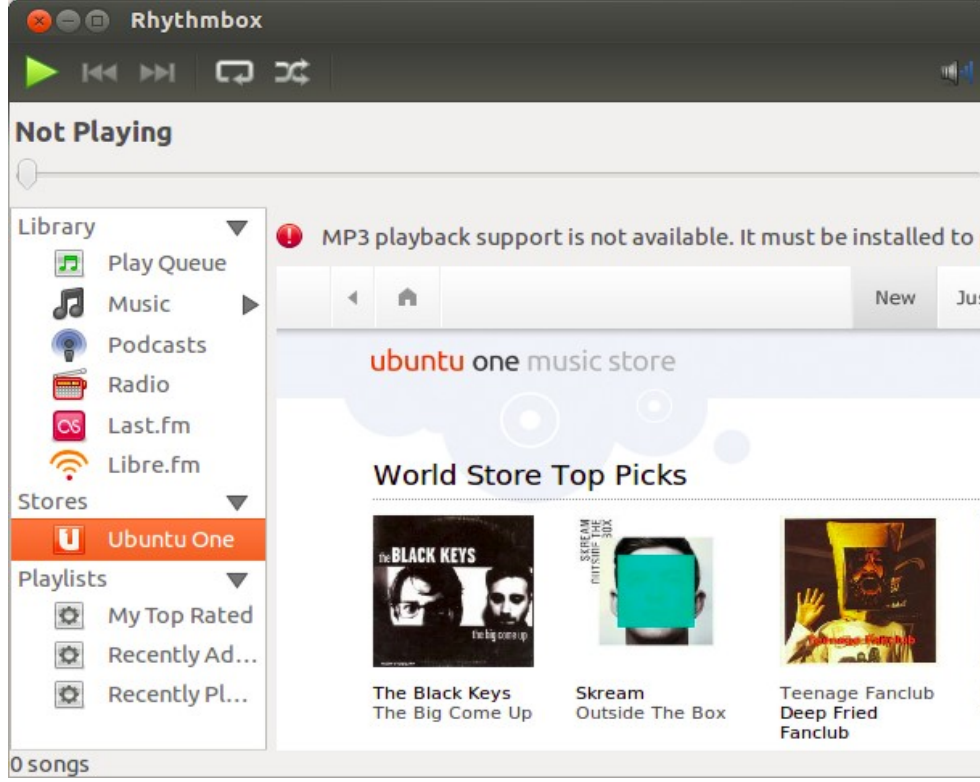 Rhythmbox
Not Playing
Library
Play Queue
Music
Podcasts
Radio
Last.fm
Libre.fm
Stores
Ubuntu One
Playlists
My Top Rated
Recently Ad...
Recently Pl...
0 songs
MP3 playback support is not available. It must be installed to
New Jus
ubuntu one music store
World Store Top Picks
the BLACK KEYS
the big come up
SKREAM
OUTSIDE THE
BOX
Teenage Fanclub
The Black Keys
The Big Come Up
Skream
Outside The Box
Teenage Fanclub
Deep Fried
Fanclub